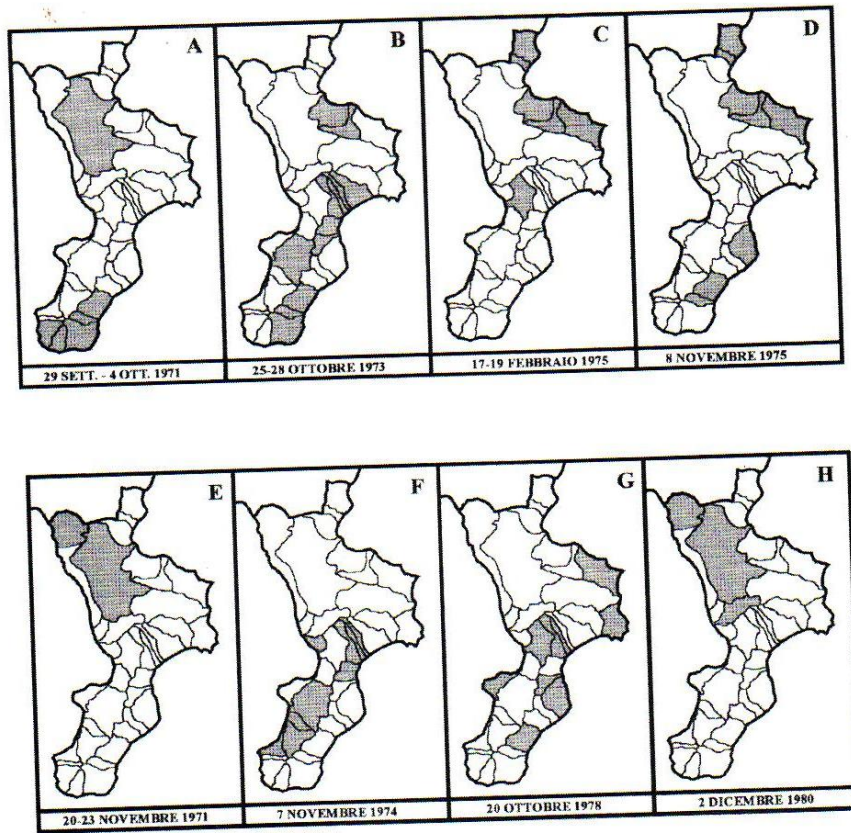 A
B
C
D
29 SETT. - 4 OTT. 1971
25-28 OTTOBRE 1973
17-19 FEBBRAIO 1975
8 NOVEMBRE 1975
E
F
G
H
20-23 NOVEMBRE 1971
7 NOVEMBRE 1974
20 OTTOBRE 1978
2 DICEMBRE 1980